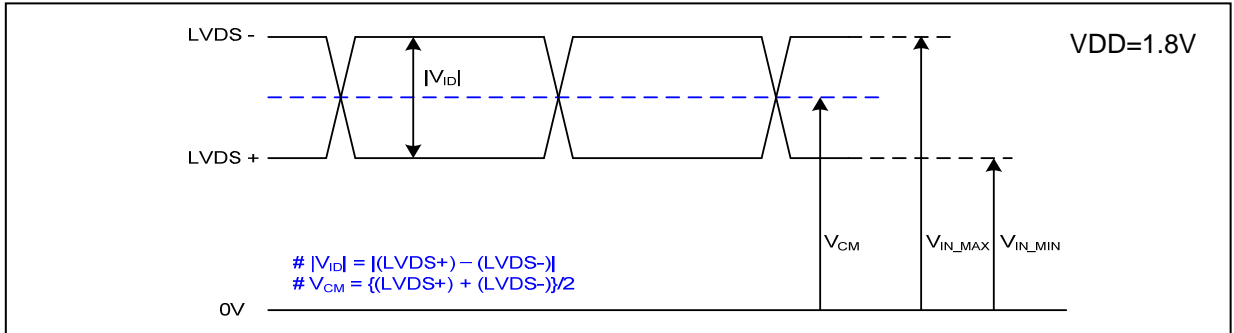 LVDS -
VDD=1.8V
|VID|
LVDS +
VCM
VIN_MAX
VIN_MIN
# |VID| = |(LVDS+) – (LVDS-)|
# VCM = {(LVDS+) + (LVDS-)}/2
0V